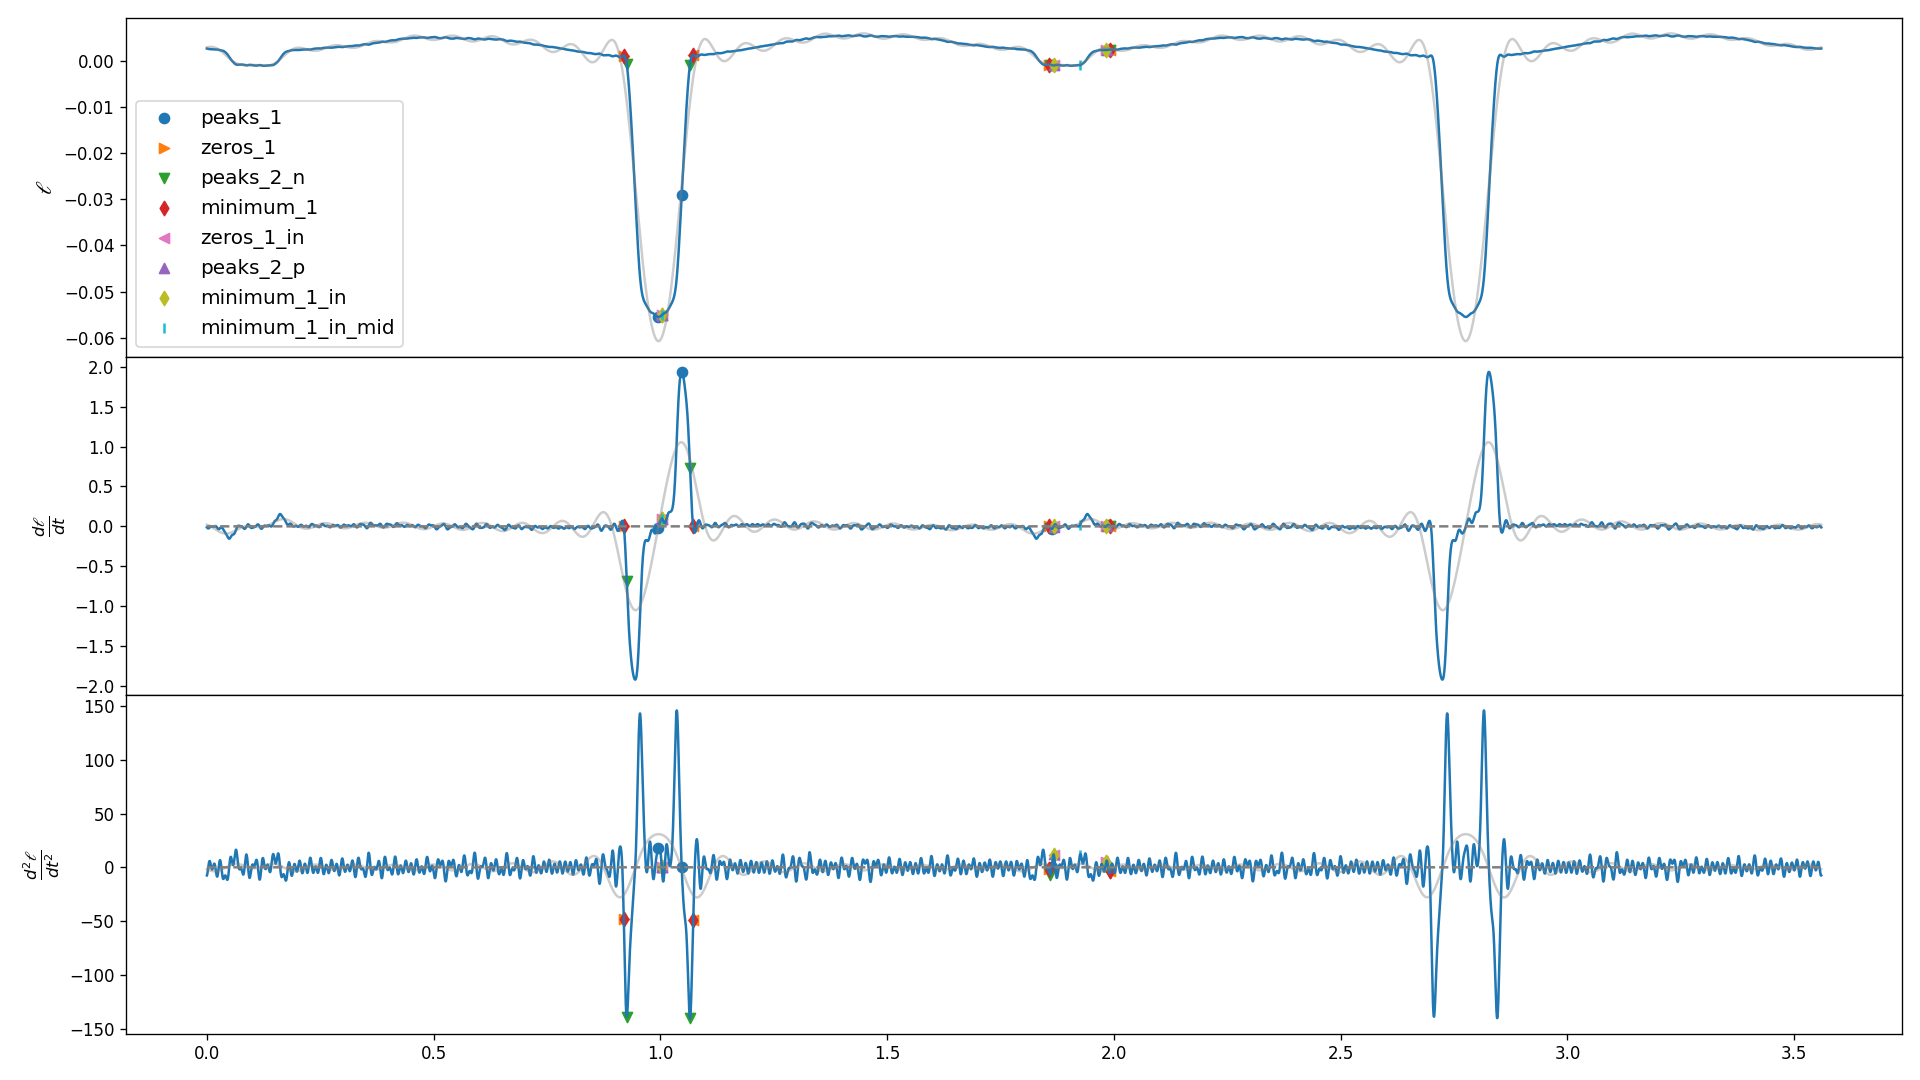 0.00
−0.01
−0.02
−0.03
−0.04
−0.05
−0.06
ℓ
peaks_1
zeros_1
peaks_2_n
minimum_1
zeros_1_in
peaks_2_p
minimum_1_in
minimum_1_in_mid
2.0
1.5
1.0
0.5
0.0
−0.5
−1.0
−1.5
−2.0
dℓ/dt
150
100
50
0
−50
−100
−150
d²ℓ/dt²
0.0 0.5 1.0 1.5 2.0 2.5 3.0 3.5